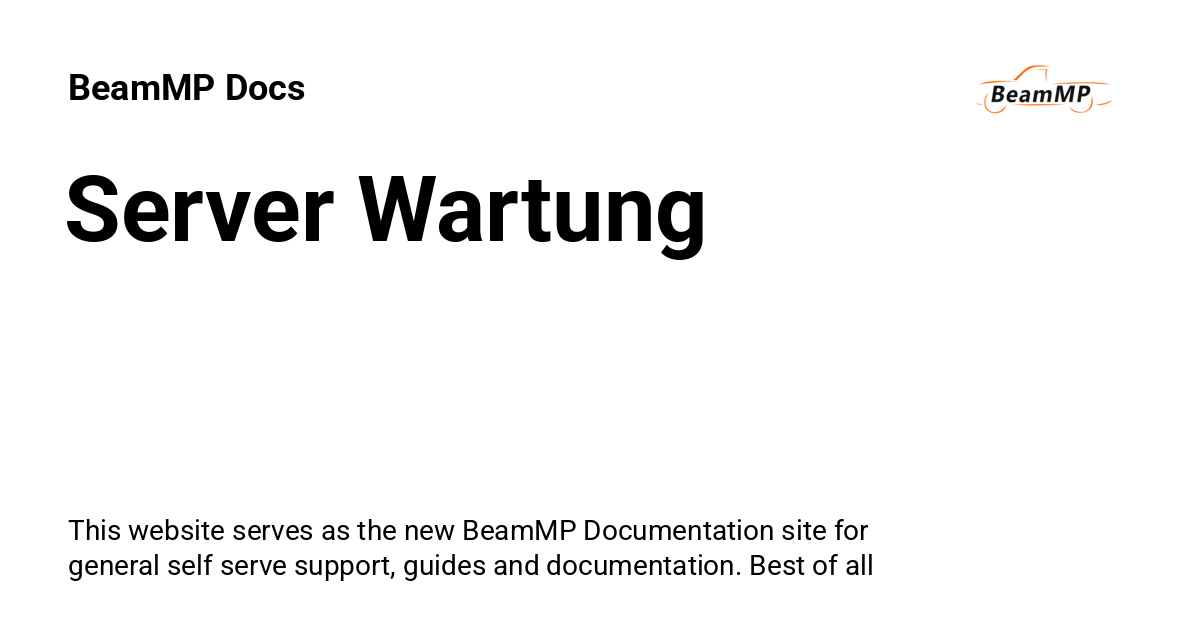 BeamMP Docs
BeamMP
Server Wartung
This website serves as the new BeamMP Documentation site for
general self serve support, guides and documentation. Best of all